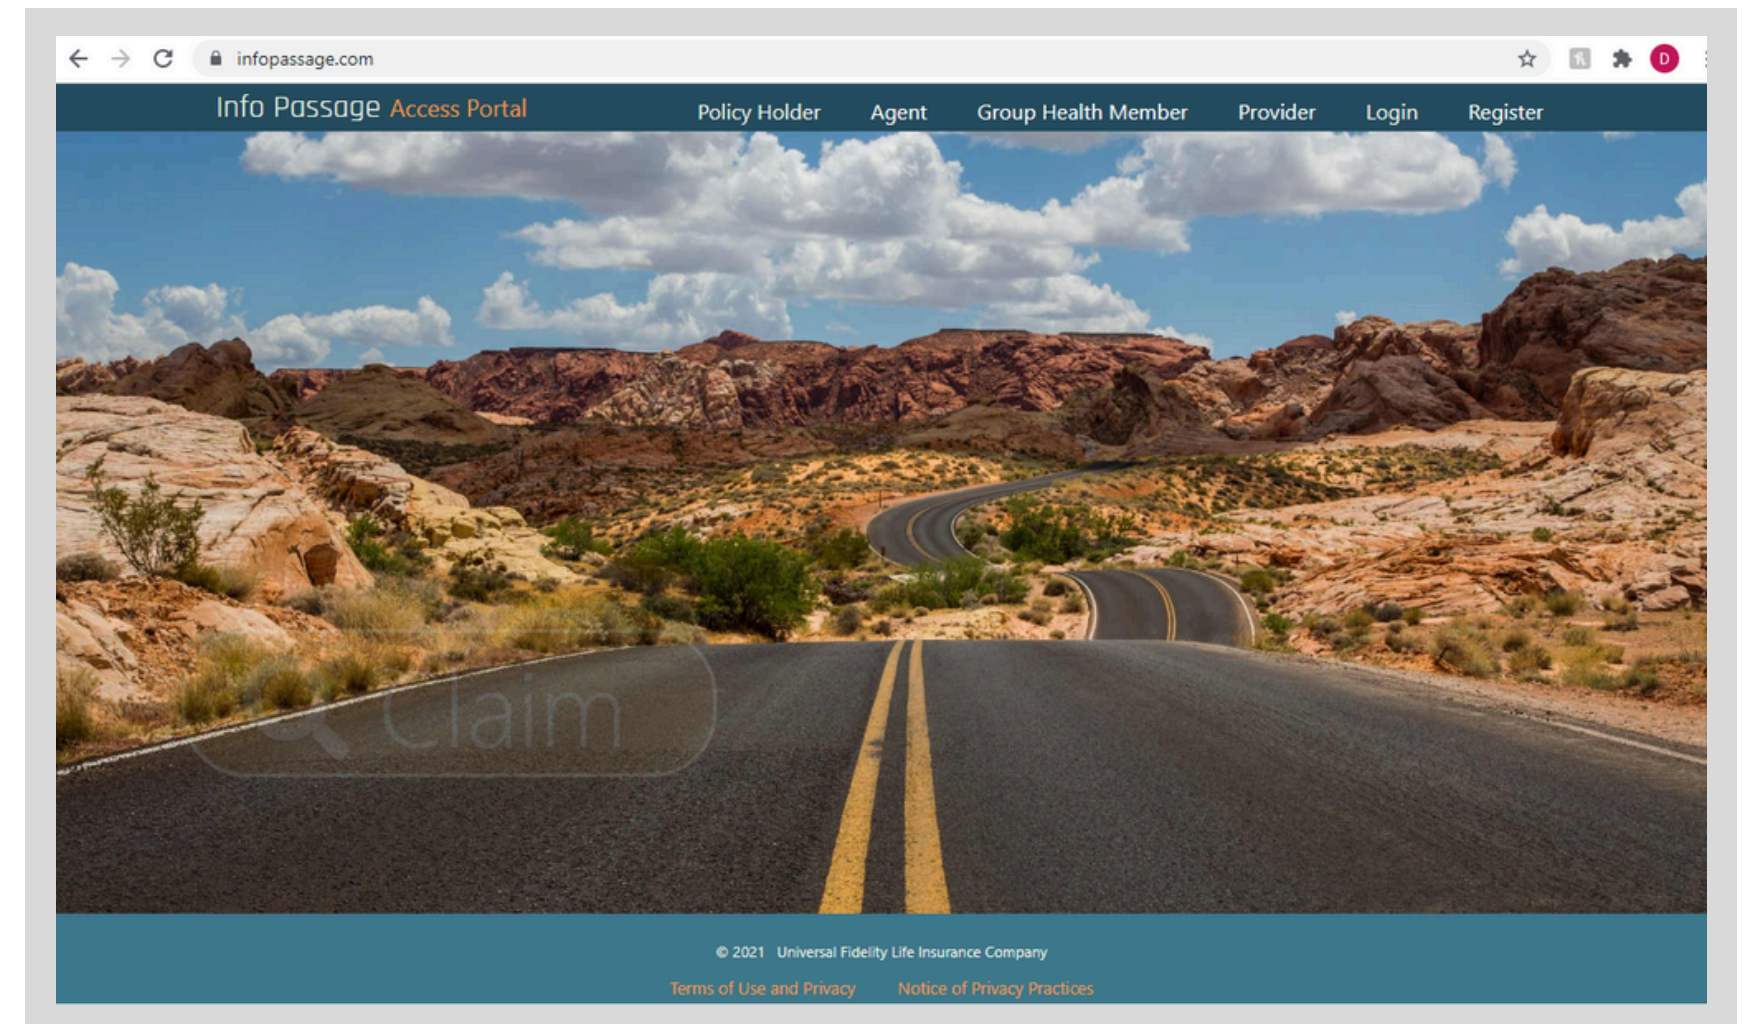 infopassage.com
D
Info Passage Access Portal
Policy Holder Agent Group Health Member Provider Login Register
Claim
© 2021 Universal Fidelity Life Insurance Company
Terms of Use and Privacy Notice of Privacy Practices